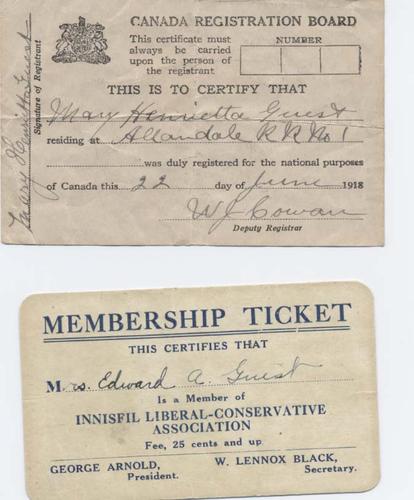 CANADA REGISTRATION BOARD
This certificate must
always be carried
upon the person of
the registrant
NUMBER
THIS IS TO CERTIFY THAT
Mary Henrietta Guest
residing at Allandale R R No 1
was duly registered for the national purposes
of Canada this 22 day of June 1918
W J Cowan
Deputy Registrar
Mary Henrietta Guest
Signature of Registrant
MEMBERSHIP TICKET
THIS CERTIFIES THAT
Mrs. Edward A. Guest
Is a Member of
INNISFIL LIBERAL-CONSERVATIVE
ASSOCIATION
Fee, 25 cents and up
GEORGE ARNOLD, W. LENNOX BLACK,
President. Secretary.